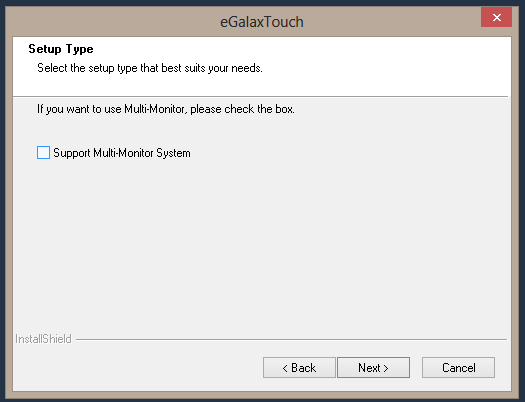 eGalaxTouch
Setup Type
Select the setup type that best suits your needs.
If you want to use Multi-Monitor, please check the box.
Support Multi-Monitor System
InstallShield
< Back
Next >
Cancel